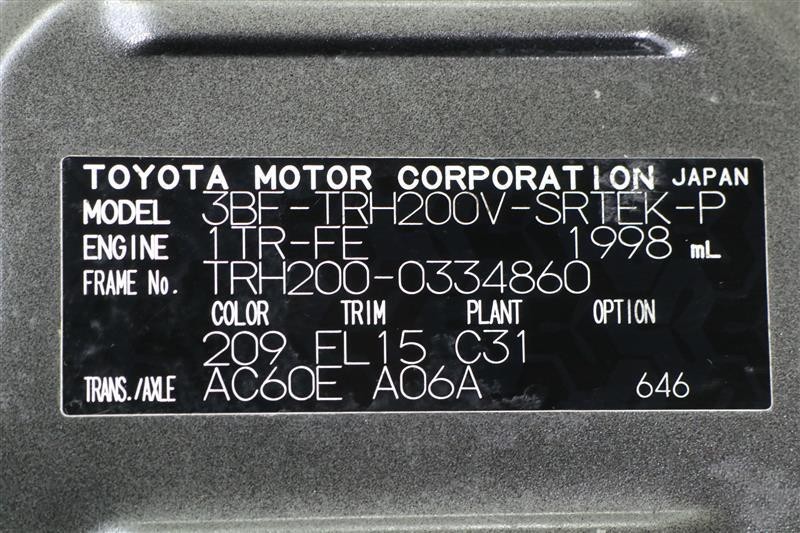 TOYOTA MOTOR CORPORATION JAPAN
MODEL 3BF-TRH200V-SRTEK-P
ENGINE 1TR-FE 1998 mL
FRAME No. TRH200-0334860
COLOR TRIM PLANT OPTION
209 FL15 C31
TRANS./AXLE AC60E A06A 646